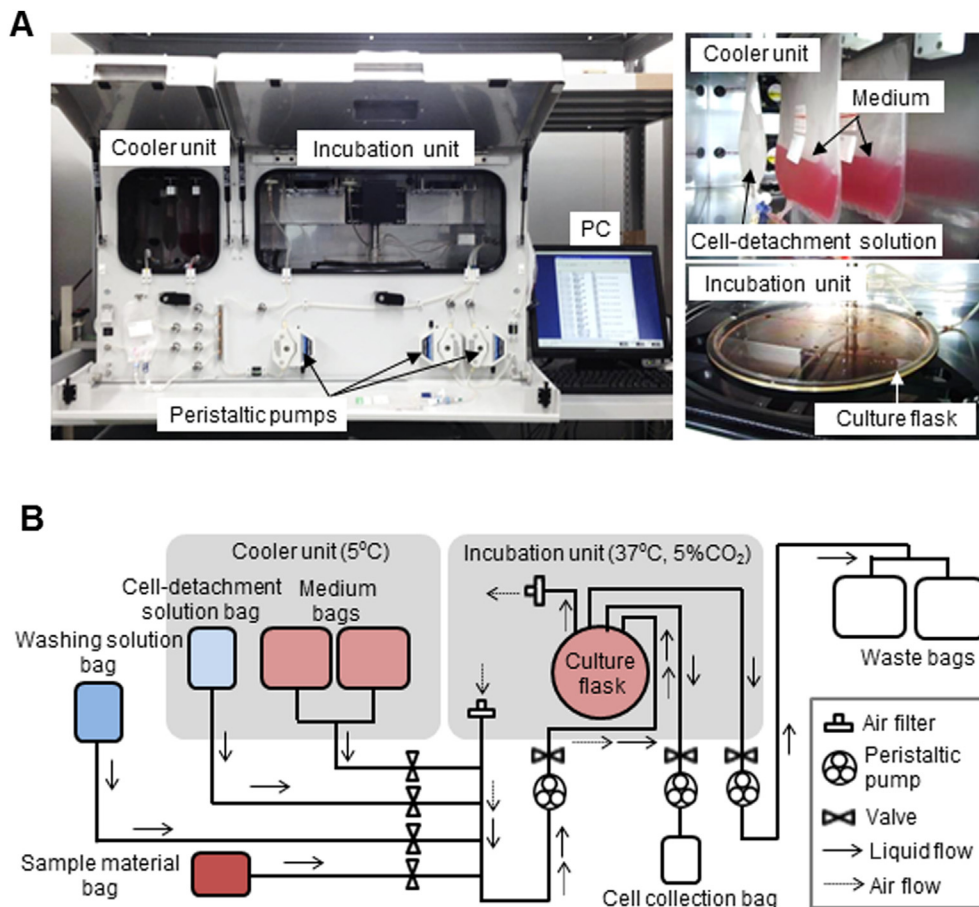 A
Cooler unit
Incubation unit
PC
Peristaltic pumps
Cooler unit
Medium
Cell-detachment solution
Incubation unit
Culture flask
B
Cooler unit (5⁰C)
Incubation unit (37⁰C, 5%CO₂)
Cell-detachment
solution bag
Medium
bags
Washing solution
bag
Culture
flask
Waste bags
Sample material
bag
Cell collection bag
Air filter
Peristaltic
pump
Valve
Liquid flow
Air flow